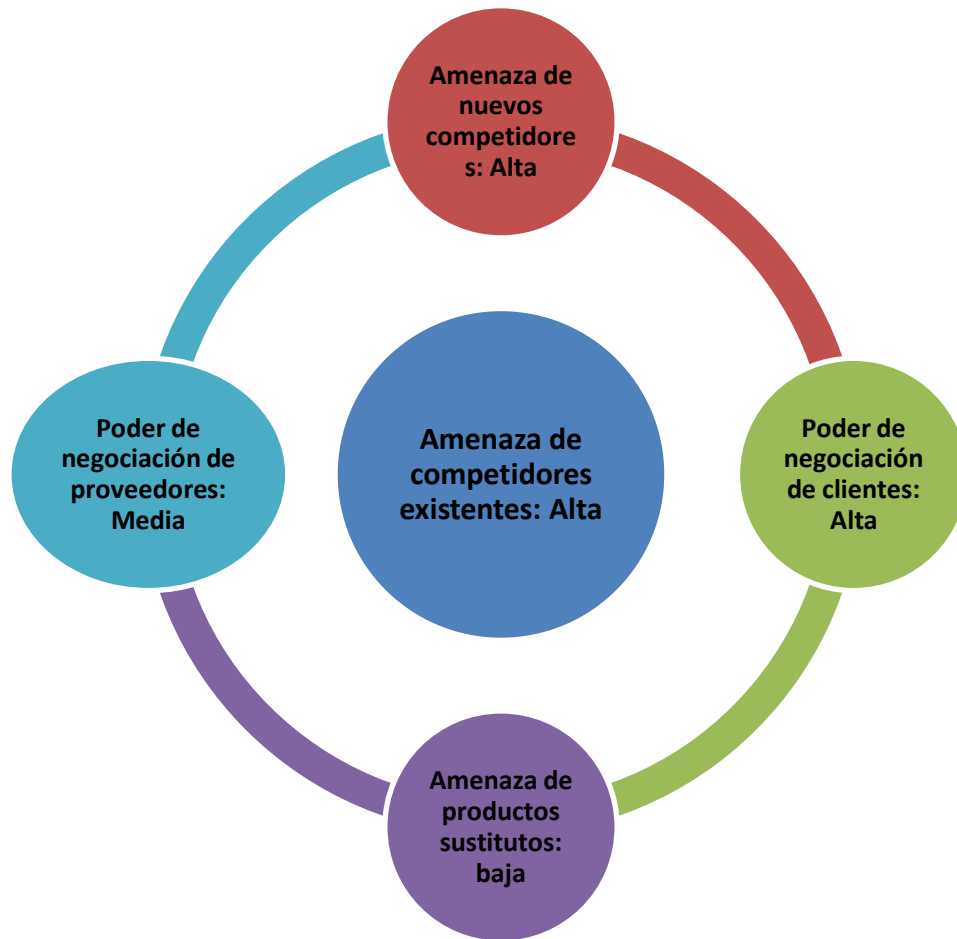 Amenaza de
nuevos
competidore
s: Alta
Poder de
negociación de
proveedores:
Media
Amenaza de
competidores
existentes: Alta
Poder de
negociación
de clientes:
Alta
Amenaza de
productos
sustitutos:
baja